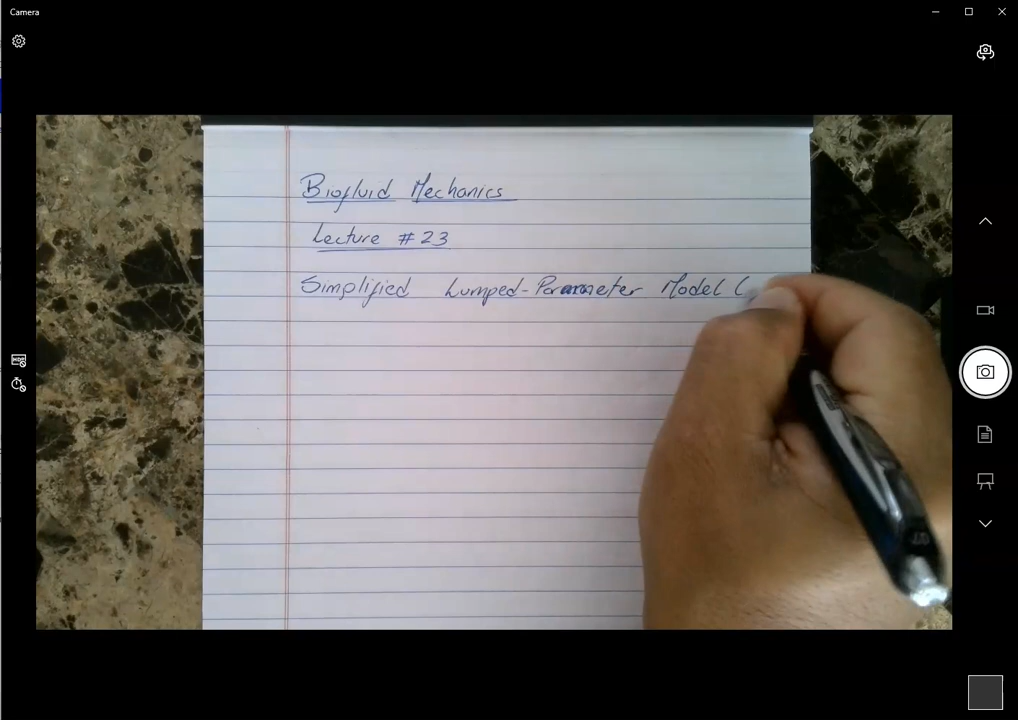 Camera
Biofluid Mechanics
Lecture # 23
Simplified Lumped-Parameter Model (